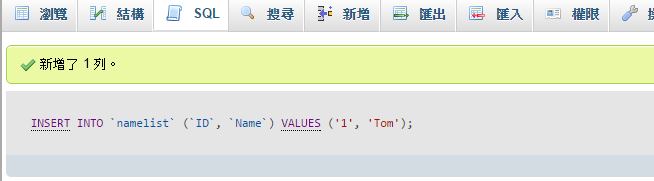 瀏覽 結構 SQL 搜尋 新增 匯出 匯入 權限
新增了 1 列。
INSERT INTO `namelist` (`ID`, `Name`) VALUES ('1', 'Tom');